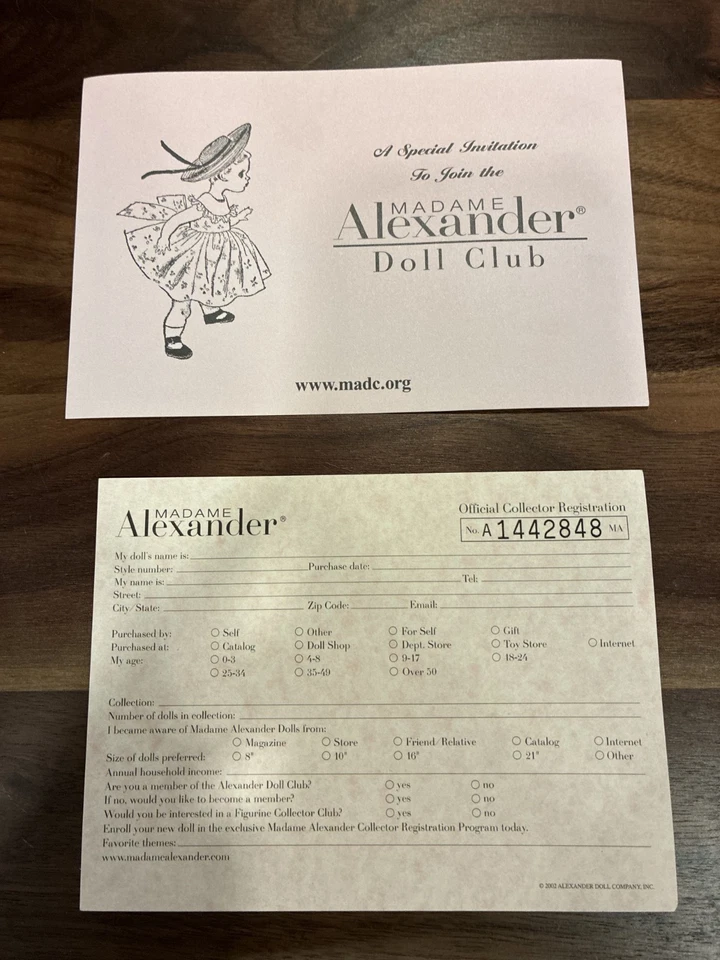 A Special Invitation
To Join the
MADAME
Alexander®
Doll Club
www.madc.org
MADAME
Alexander®
Official Collector Registration
No. A1442848 MA
My doll's name is:
Style number: Purchase date:
My name is: Tel:
Street:
City/State: Zip Code: Email:
Purchased by: Self Other For Self Gift
Purchased at: Catalog Doll Shop Dept. Store Toy Store Internet
My age: 0-3 4-8 9-17 18-24
25-34 35-49 Over 50
Collection:
Number of dolls in collection:
I became aware of Madame Alexander Dolls from:
Magazine Store Friend/Relative Catalog Internet
Size of dolls preferred: 8" 10" 16" 21" Other
Annual household income:
Are you a member of the Alexander Doll Club? yes no
If no, would you like to become a member? yes no
Would you be interested in a Figurine Collector Club? yes no
Enroll your new doll in the exclusive Madame Alexander Collector Registration Program today.
Favorite themes:
www.madamealexander.com
© 2002 ALEXANDER DOLL COMPANY, INC.